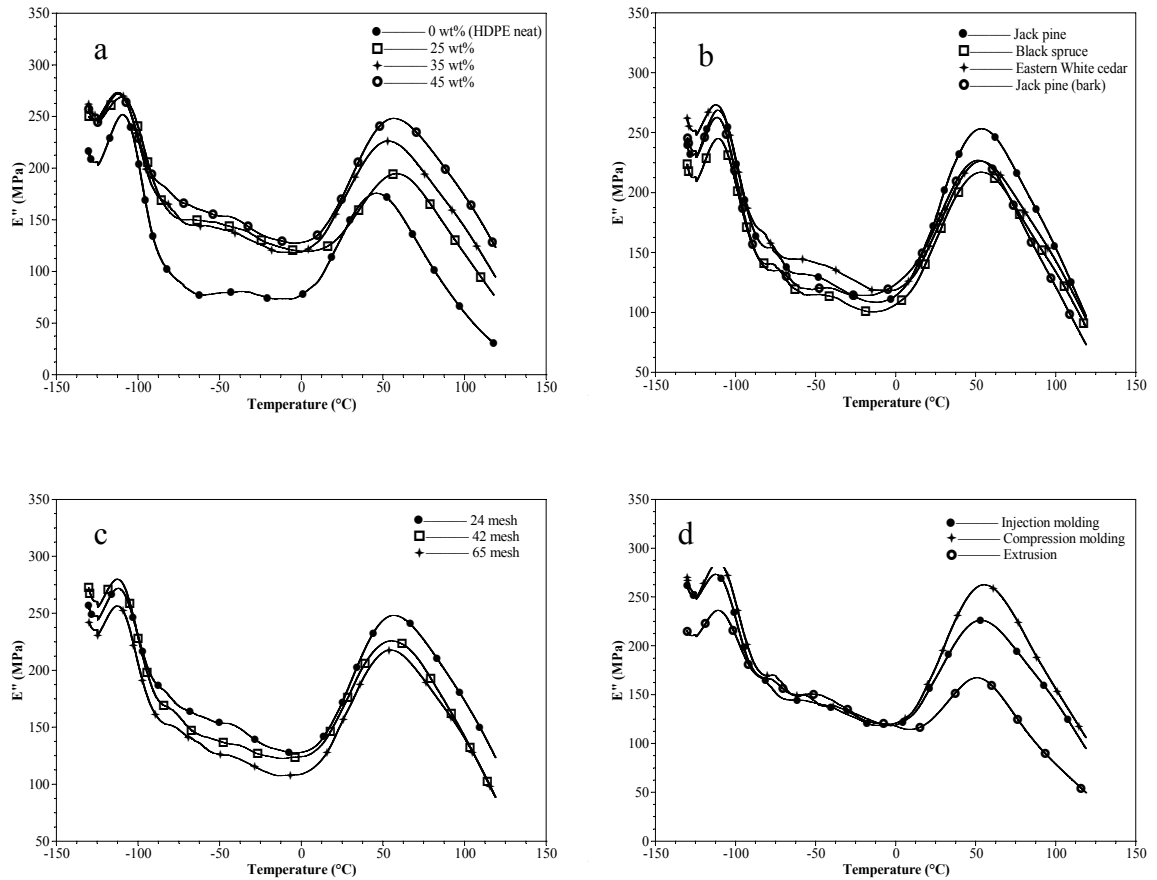 a
0 wt% (HDPE neat)
25 wt%
35 wt%
45 wt%
E" (MPa)
350
300
250
200
150
100
50
0
-150 -100 -50 0 50 100 150
Temperature (°C)
b
Jack pine
Black spruce
Eastern White cedar
Jack pine (bark)
E" (MPa)
350
300
250
200
150
100
50
-150 -100 -50 0 50 100 150
Temperature (°C)
c
24 mesh
42 mesh
65 mesh
E" (MPa)
350
300
250
200
150
100
50
-150 -100 -50 0 50 100 150
Temperature (°C)
d
Injection molding
Compression molding
Extrusion
E" (MPa)
350
300
250
200
150
100
50
0
-150 -100 -50 0 50 100 150
Temperature (°C)